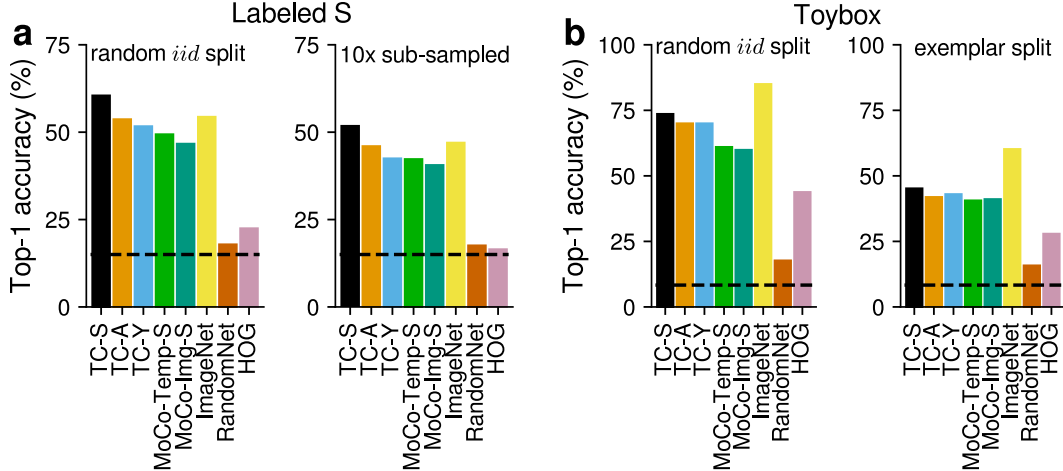 Labeled S
Toybox
a
Top-1 accuracy (%)
75
50
25
0
random iid split
TC-S
TC-A
TC-Y
MoCo-Temp-S
MoCo-Img-S
ImageNet
RandomNet
HOG
75
50
25
0
10x sub-sampled
TC-S
TC-A
TC-Y
MoCo-Temp-S
MoCo-Img-S
ImageNet
RandomNet
HOG
b
Top-1 accuracy (%)
100
75
50
25
0
random iid split
TC-S
TC-A
TC-Y
MoCo-Temp-S
MoCo-Img-S
ImageNet
RandomNet
HOG
100
75
50
25
0
exemplar split
TC-S
TC-A
TC-Y
MoCo-Temp-S
MoCo-Img-S
ImageNet
RandomNet
HOG